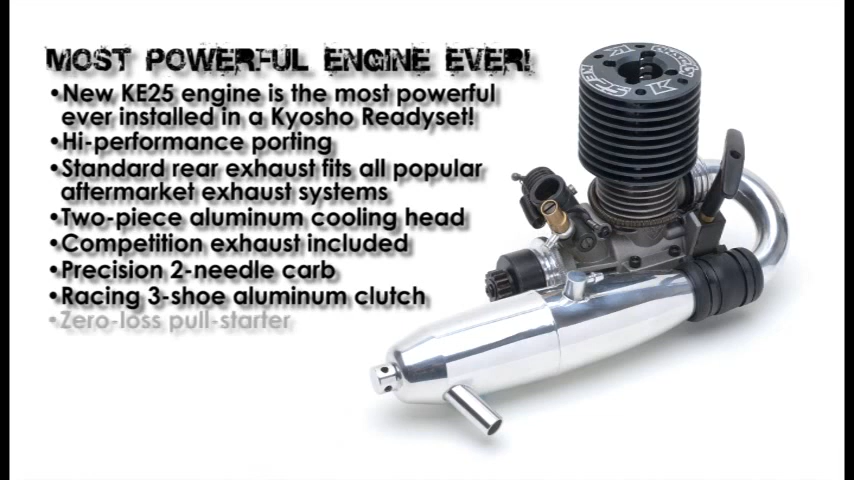 MOST POWERFUL ENGINE EVER!
•New KE25 engine is the most powerful
ever installed in a Kyosho Readyset!
•Hi-performance porting
•Standard rear exhaust fits all popular
aftermarket exhaust systems
•Two-piece aluminum cooling head
•Competition exhaust included
•Precision 2-needle carb
•Racing 3-shoe aluminum clutch
•Zero-loss pull-starter